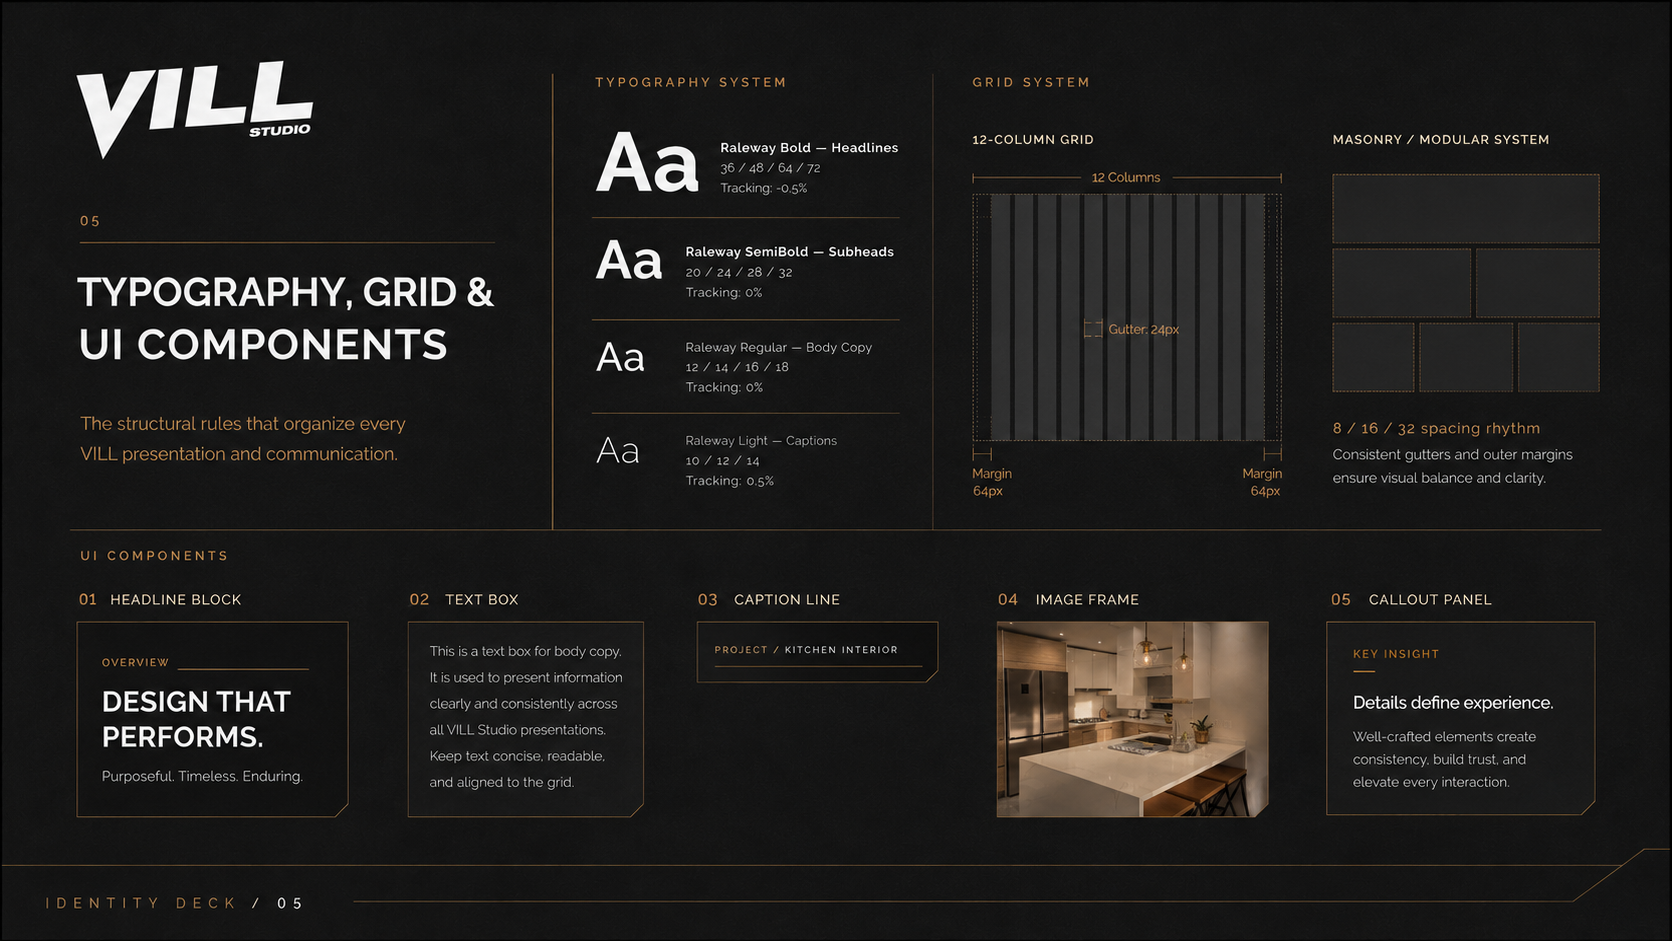 VILL
STUDIO
05
TYPOGRAPHY, GRID &
UI COMPONENTS
The structural rules that organize every
VILL presentation and communication.
TYPOGRAPHY SYSTEM
Aa
Raleway Bold — Headlines
36 / 48 / 64 / 72
Tracking: -0,5%
Aa
Raleway SemiBold — Subheads
20 / 24 / 28 / 32
Tracking: 0%
Aa
Raleway Regular — Body Copy
12 / 14 / 16 / 18
Tracking: 0%
Aa
Raleway Light — Captions
10 / 12 / 14
Tracking: 0.5%
GRID SYSTEM
12-COLUMN GRID
12 Columns
Gutter: 24px
Margin
64px
Margin
64px
MASONRY / MODULAR SYSTEM
8 / 16 / 32 spacing rhythm
Consistent gutters and outer margins
ensure visual balance and clarity.
UI COMPONENTS
01 HEADLINE BLOCK
OVERVIEW
DESIGN THAT
PERFORMS.
Purposeful. Timeless. Enduring.
02 TEXT BOX
This is a text box for body copy.
It is used to present information
clearly and consistently across
all VILL Studio presentations.
Keep text concise, readable,
and aligned to the grid.
03 CAPTION LINE
PROJECT / KITCHEN INTERIOR
04 IMAGE FRAME
05 CALLOUT PANEL
KEY INSIGHT
Details define experience.
Well-crafted elements create
consistency, build trust, and
elevate every interaction.
IDENTITY DECK / 05